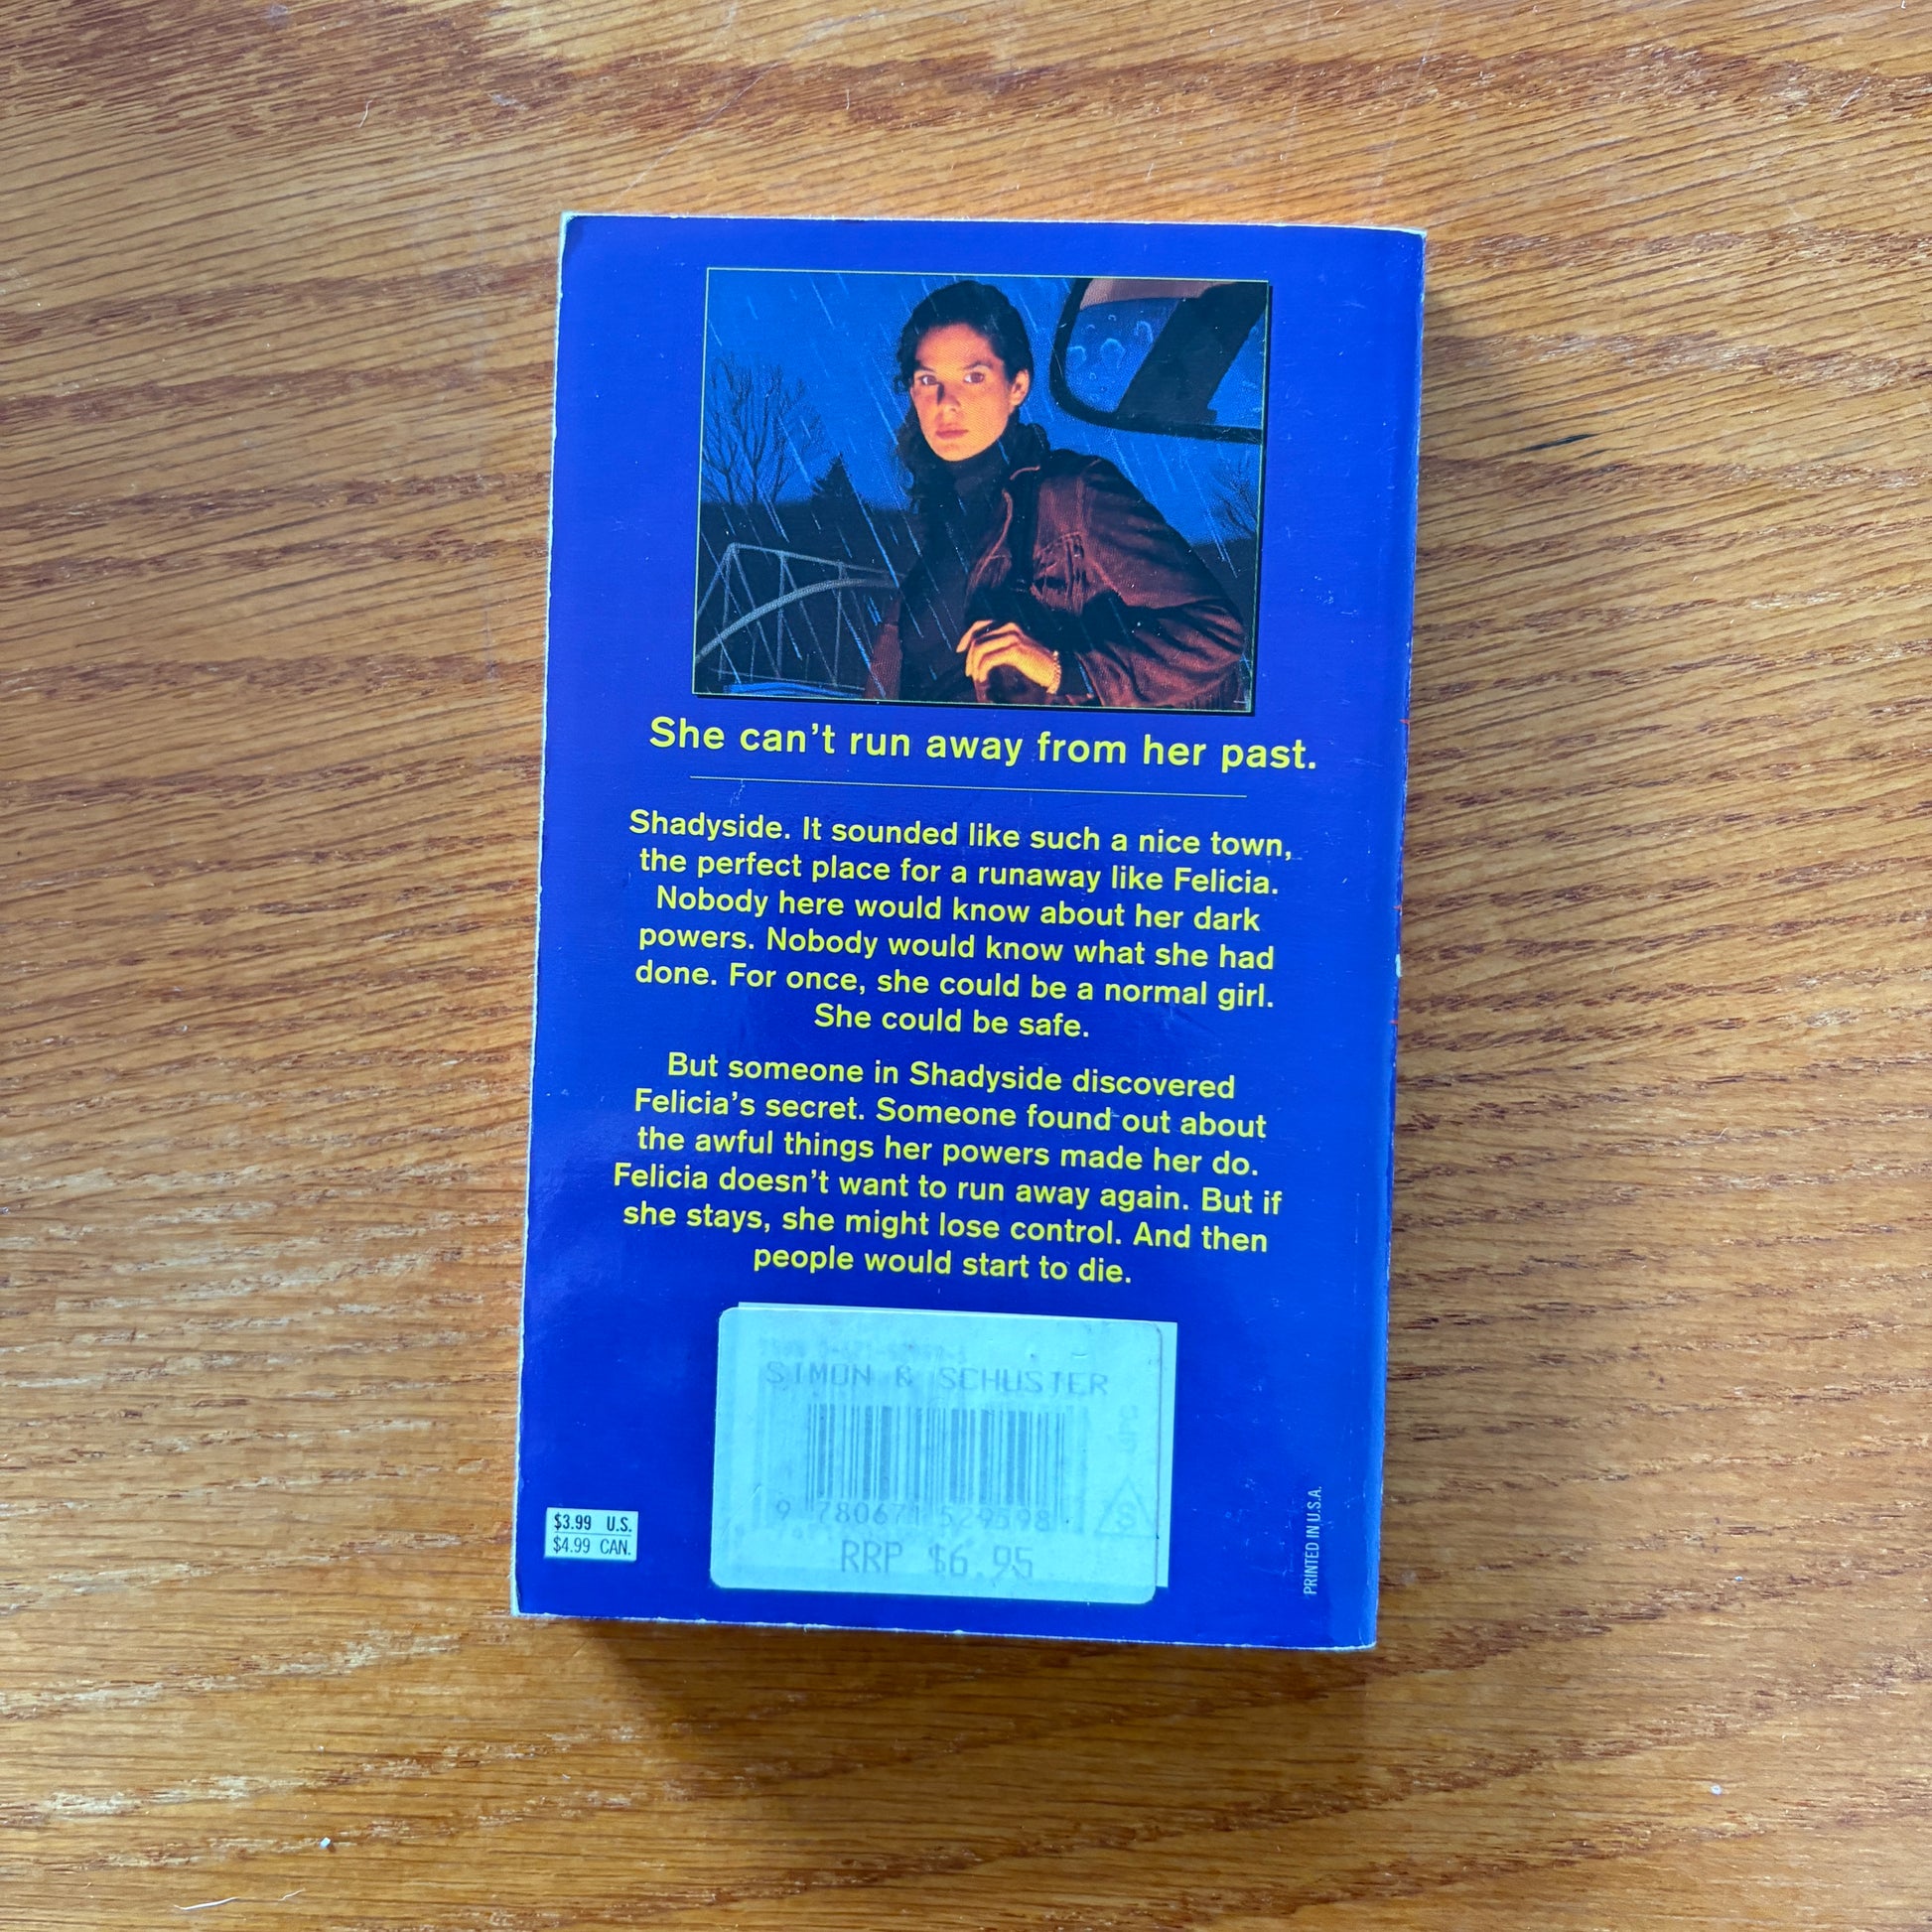 She can't run away from her past.
Shadyside. It sounded like such a nice town,
the perfect place for a runaway like Felicia.
Nobody here would know about her dark
powers. Nobody would know what she had
done. For once, she could be a normal girl.
She could be safe.
But someone in Shadyside discovered
Felicia's secret. Someone found out about
the awful things her powers made her do.
Felicia doesn't want to run away again. But if
she stays, she might lose control. And then
people would start to die.
SIMON & SCHUSTER
9 780671 529598
RRP $6.95
$3.99 U.S.
$4.99 CAN.
PRINTED IN U.S.A.